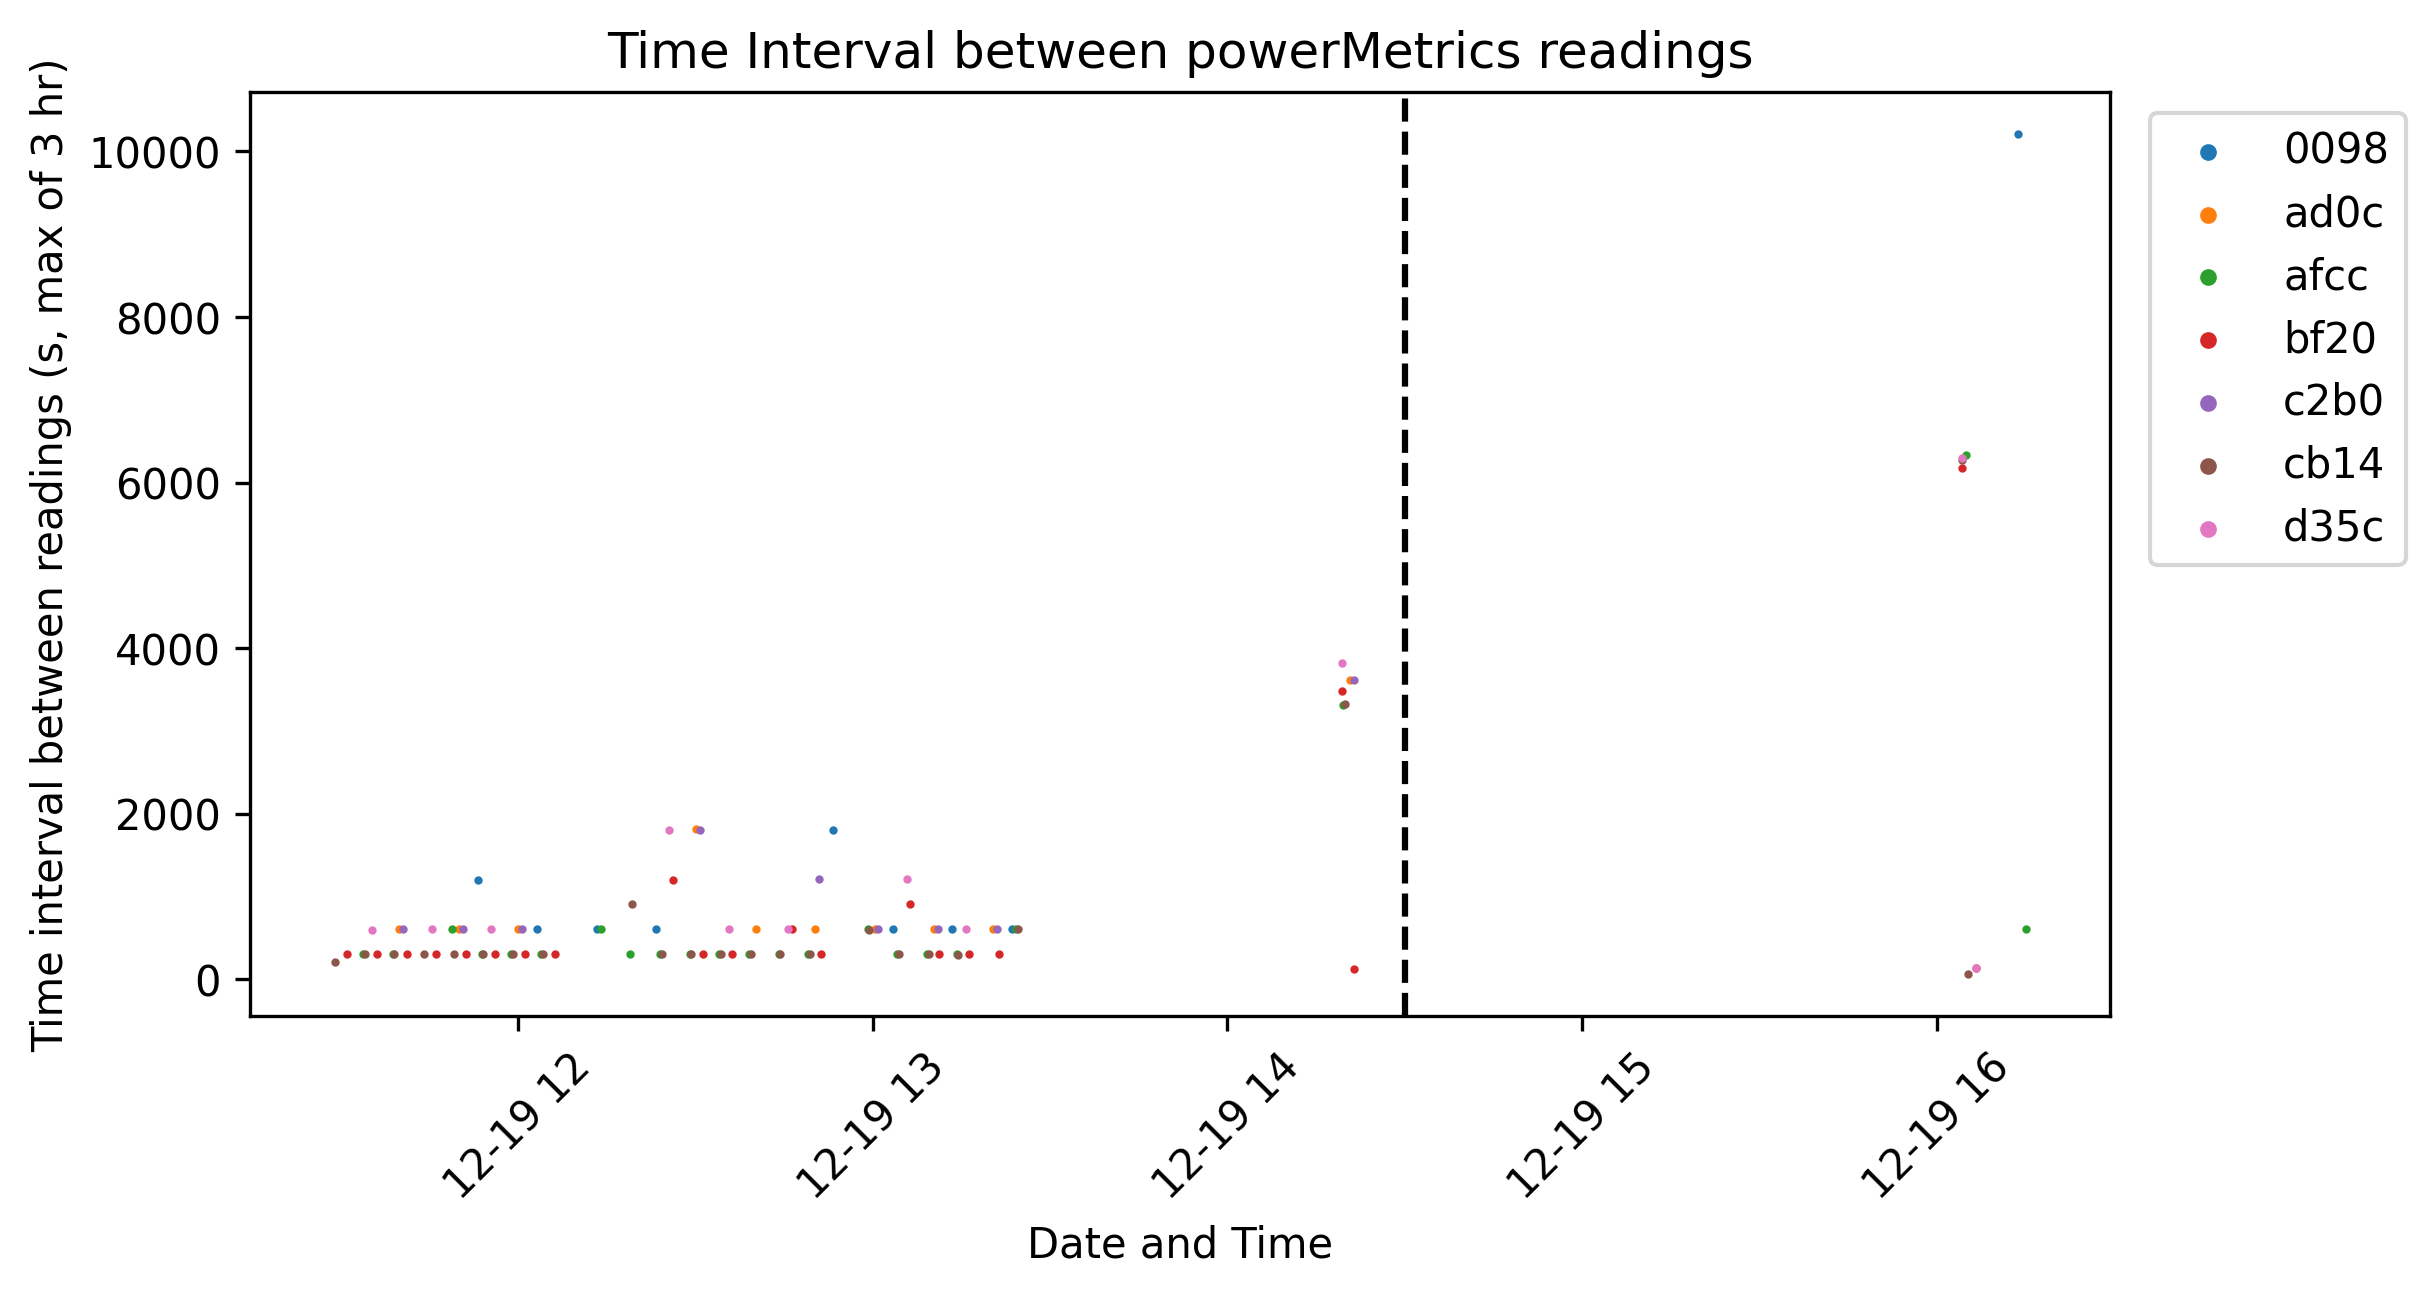 Time Interval between powerMetrics readings
Time interval between readings (s, max of 3 hr)
10000
8000
6000
4000
2000
0
12-19 12
12-19 13
12-19 14
12-19 15
12-19 16
Date and Time
0098
ad0c
afcc
bf20
c2b0
cb14
d35c